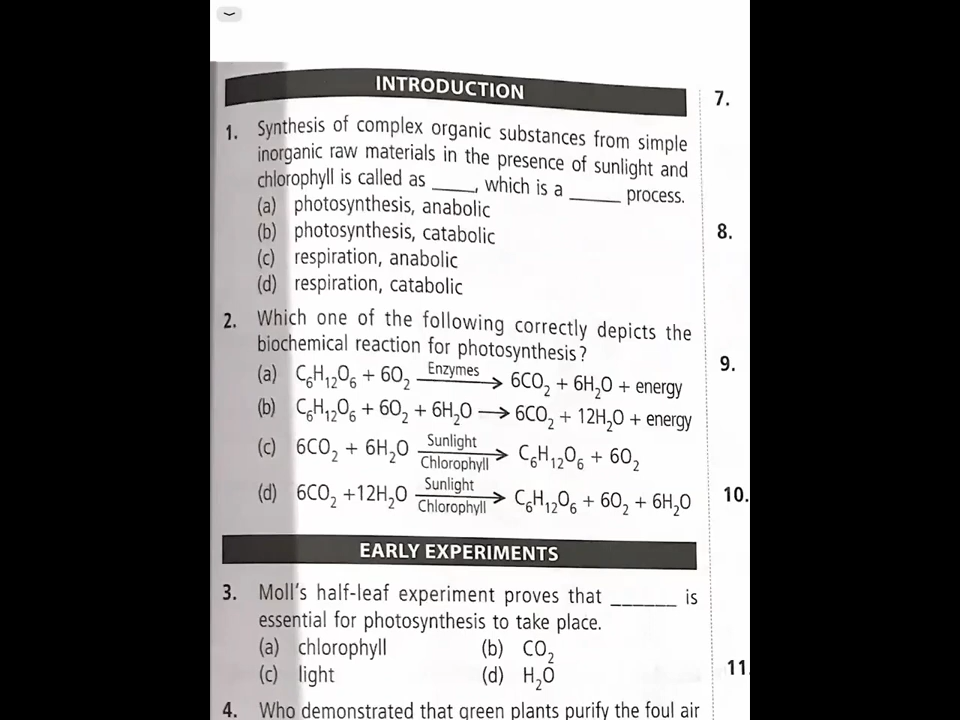 INTRODUCTION
1. Synthesis of complex organic substances from simple
inorganic raw materials in the presence of sunlight and
chlorophyll is called as _____, which is a ______ process.
(a) photosynthesis, anabolic
(b) photosynthesis, catabolic
(c) respiration, anabolic
(d) respiration, catabolic
2. Which one of the following correctly depicts the
biochemical reaction for photosynthesis?
(a) C₆H₁₂O₆ + 6O₂ —Enzymes→ 6CO₂ + 6H₂O + energy
(b) C₆H₁₂O₆ + 6O₂ + 6H₂O → 6CO₂ + 12H₂O + energy
(c) 6CO₂ + 6H₂O —Sunlight/Chlorophyll→ C₆H₁₂O₆ + 6O₂
(d) 6CO₂ +12H₂O —Sunlight/Chlorophyll→ C₆H₁₂O₆ + 6O₂ + 6H₂O
EARLY EXPERIMENTS
3. Moll's half-leaf experiment proves that ______ is
essential for photosynthesis to take place.
(a) chlorophyll (b) CO₂
(c) light (d) H₂O
4. Who demonstrated that green plants purify the foul air
7.
8.
9.
10.
11